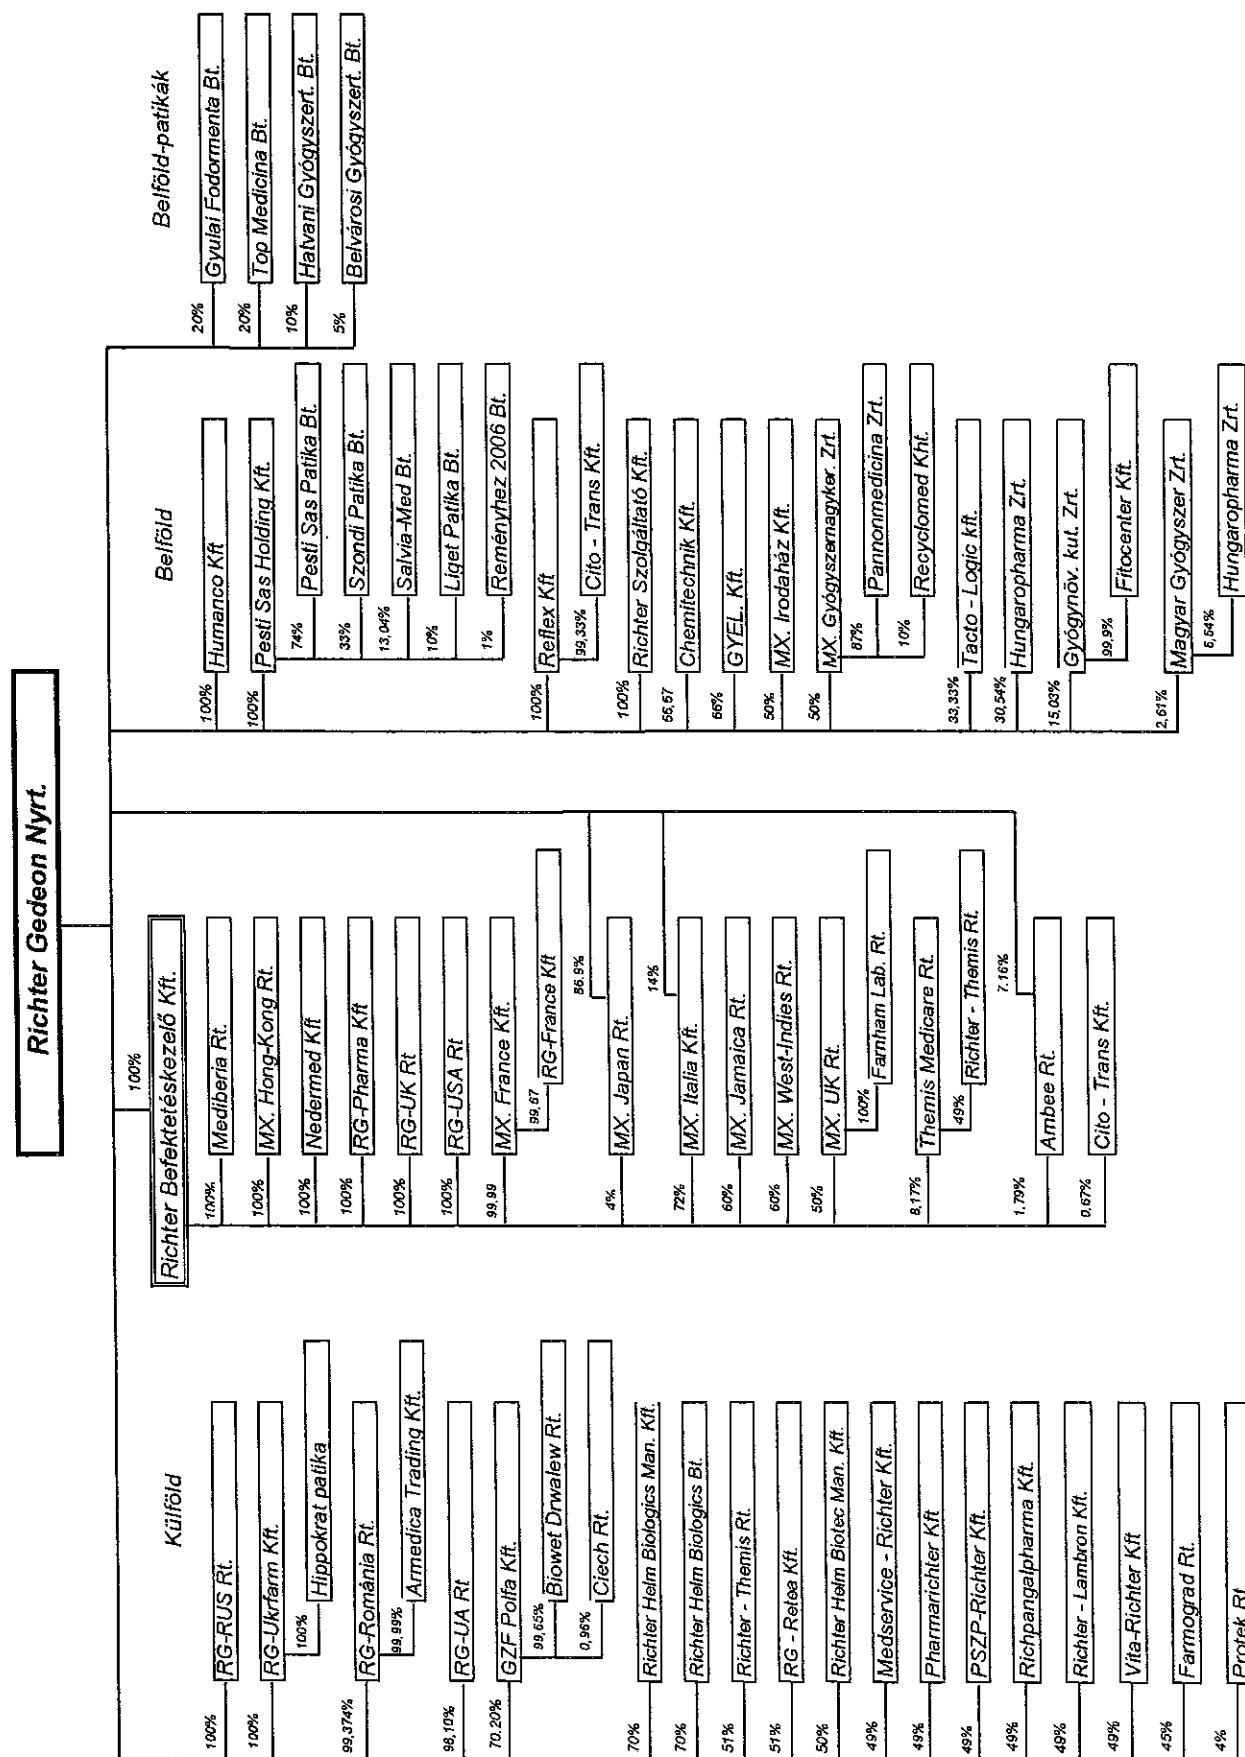 Richter Gedeon Nyrt.
Külföld
100%
RG-RUS Rt.
100%
RG-Ukrfarm Kft.
100%
Hippokrat patika
99,374%
RG-Románia Rt.
99,99%
Armedica Trading Kft.
98,10%
RG-UA Rt
70.20%
GZF Polfa Kft.
99,65%
Biowet Drwalew Rt.
0,96%
Ciech Rt.
70%
Richter Helm Biologics Man. Kft.
70%
Richter Helm Biologics Bt.
51%
Richter - Themis Rt.
51%
RG - Retea Kft.
50%
Richter Helm Biotec Man. Kft.
49%
Medservice - Richter Kft.
49%
Pharmarichter Kft
49%
PSZP-Richter Kft.
49%
Richpangalpharma Kft.
49%
Richter - Lambron Kft.
49%
Vita-Richter Kft
45%
Farmograd Rt.
4%
Protek Rt
100%
Richter Befektetéskezelő Kft.
100%
Mediberia Rt.
100%
MX. Hong-Kong Rt.
100%
Nedermed Kft
100%
RG-Pharma Kft
100%
RG-UK Rt
100%
RG-USA Rt
99,99
MX. France Kft.
99,67
RG-France Kft
86.9%
4%
MX. Japan Rt.
14%
72%
MX. Italia Kft.
60%
MX. Jamaica Rt.
60%
MX. West-Indies Rt.
50%
MX. UK Rt.
100%
Farnham Lab. Rt.
8,17%
Themis Medicare Rt.
49%
Richter - Themis Rt.
7.16%
1,79%
Ambee Rt.
0,67%
Cito - Trans Kft.
Belföld
100%
Humanco Kft
100%
Pesti Sas Holding Kft.
74%
Pesti Sas Patika Bt.
33%
Szondi Patika Bt.
13,04%
Salvia-Med Bt.
10%
Liget Patika Bt.
1%
Reményhez 2006 Bt.
100%
Reflex Kft
99,33%
Cito - Trans Kft.
100%
Richter Szolgáltató Kft.
66,67
Chemitechnik Kft.
66%
GYEL. Kft.
50%
MX. Irodaház Kft.
50%
MX. Gyógyszernagyker. Zrt.
87%
Pannonmedicina Zrt.
10%
Recyclomed Kht.
33,33%
Tacto - Logic kft.
30,54%
Hungaropharma Zrt.
15,03%
Gyógynöv. kut. Zrt.
99,9%
Fitocenter Kft.
2,61%
Magyar Gyógyszer Zrt.
6,64%
Hungaropharma Zrt.
Belföld-patikák
20%
Gyulai Fodormenta Bt.
20%
Top Medicina Bt.
10%
Hatvani Gyógyszert. Bt.
5%
Belvárosi Gyógyszert. Bt.